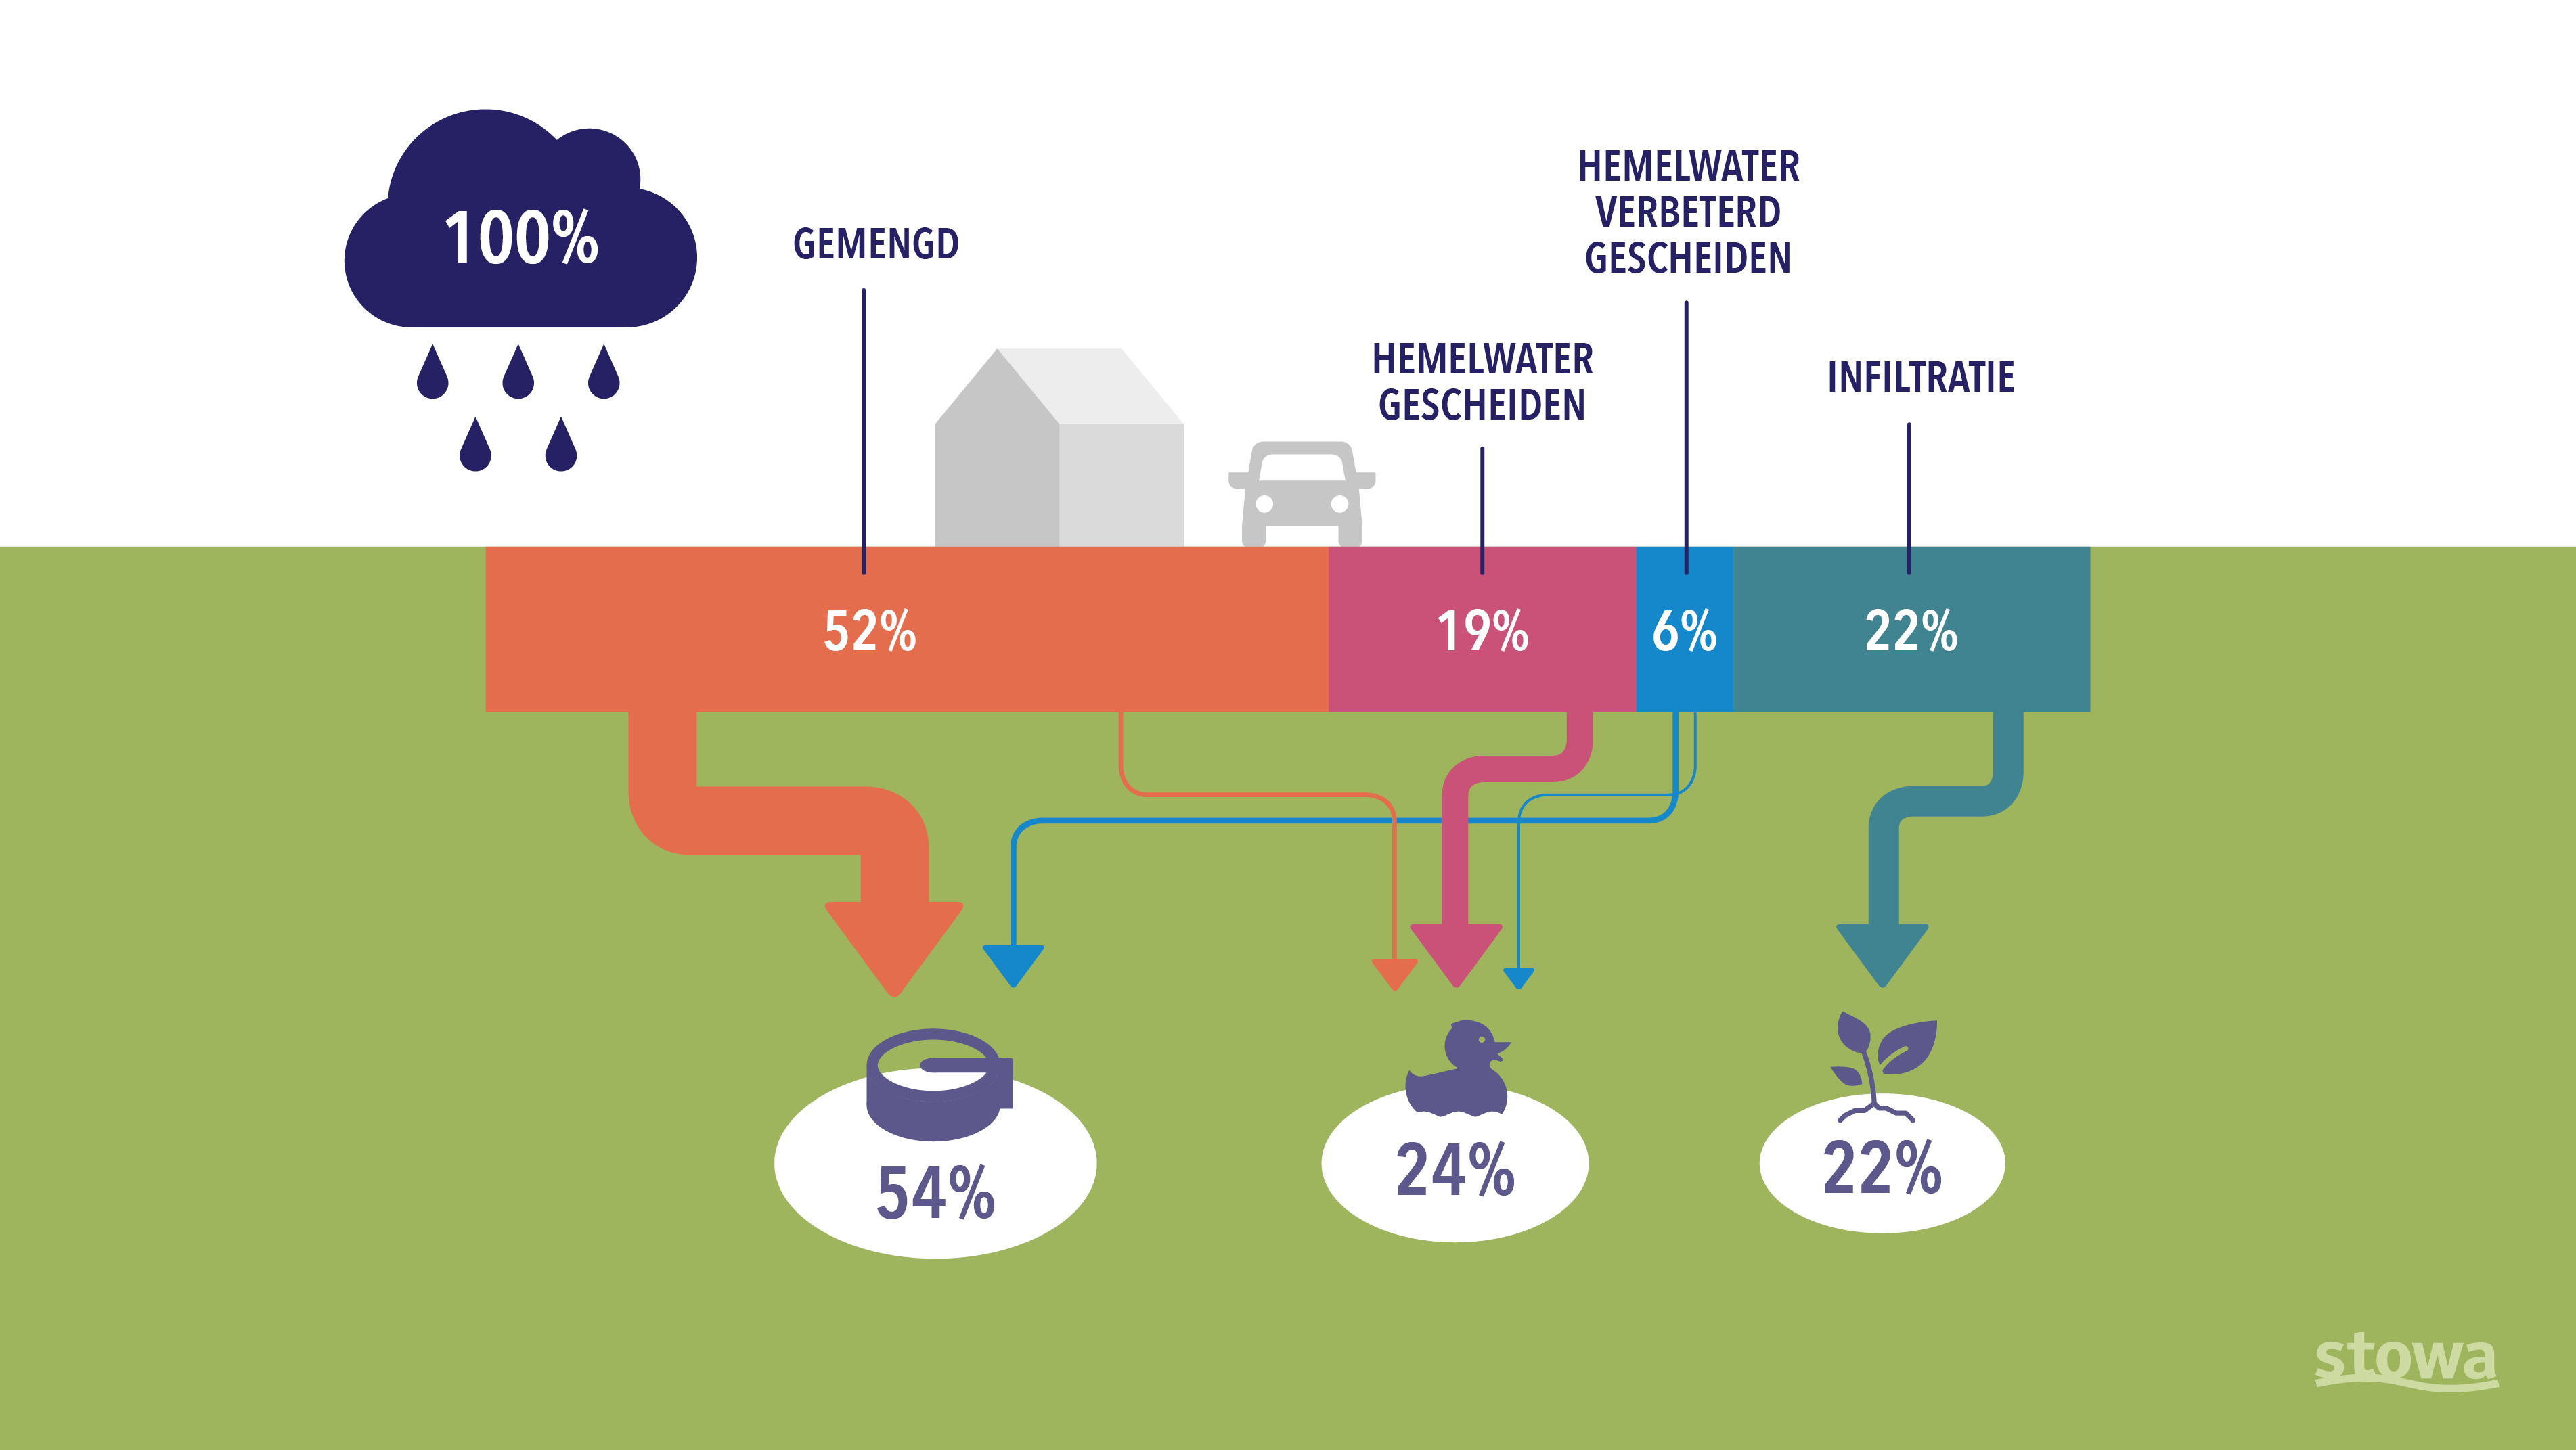 100%
GEMENGD
HEMELWATER
VERBETERD
GESCHEIDEN
HEMELWATER
GESCHEIDEN
INFILTRATIE
52%
19%
6%
22%
54%
24%
22%
stowa